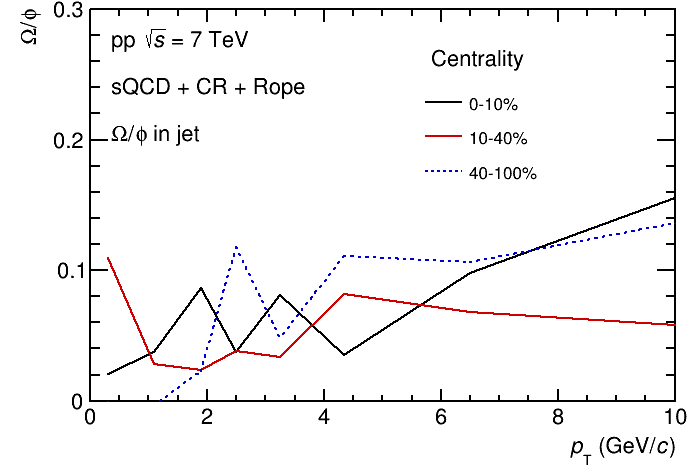 Ω/ϕ
0.3
0.2
0.1
0
pp √s = 7 TeV
sQCD + CR + Rope
Ω/ϕ in jet
Centrality
0-10%
10-40%
40-100%
0 2 4 6 8 10
p_T (GeV/c)